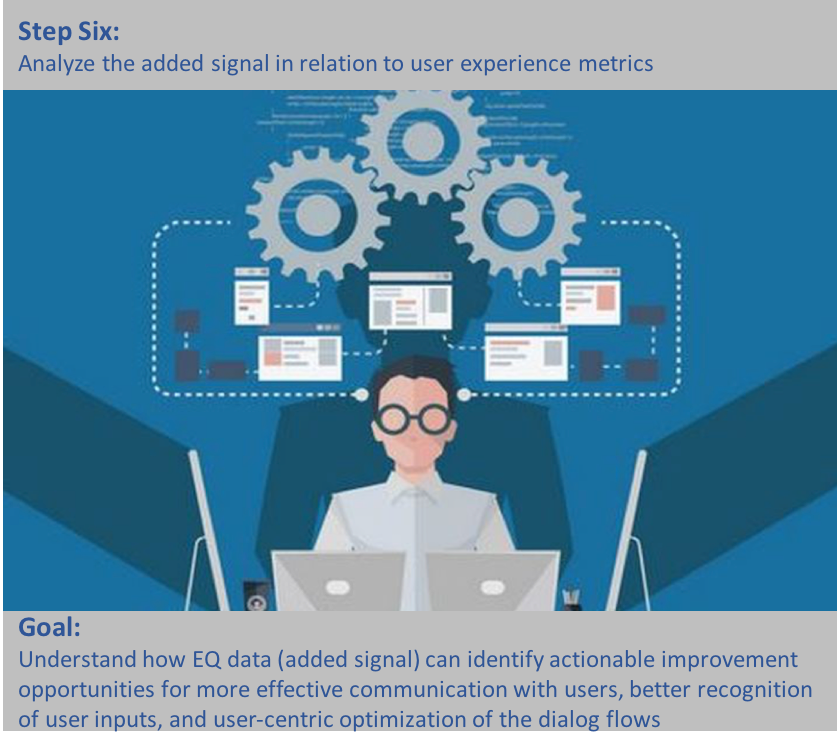 Step Six:
Analyze the added signal in relation to user experience metrics
Goal:
Understand how EQ data (added signal) can identify actionable improvement
opportunities for more effective communication with users, better recognition
of user inputs, and user-centric optimization of the dialog flows